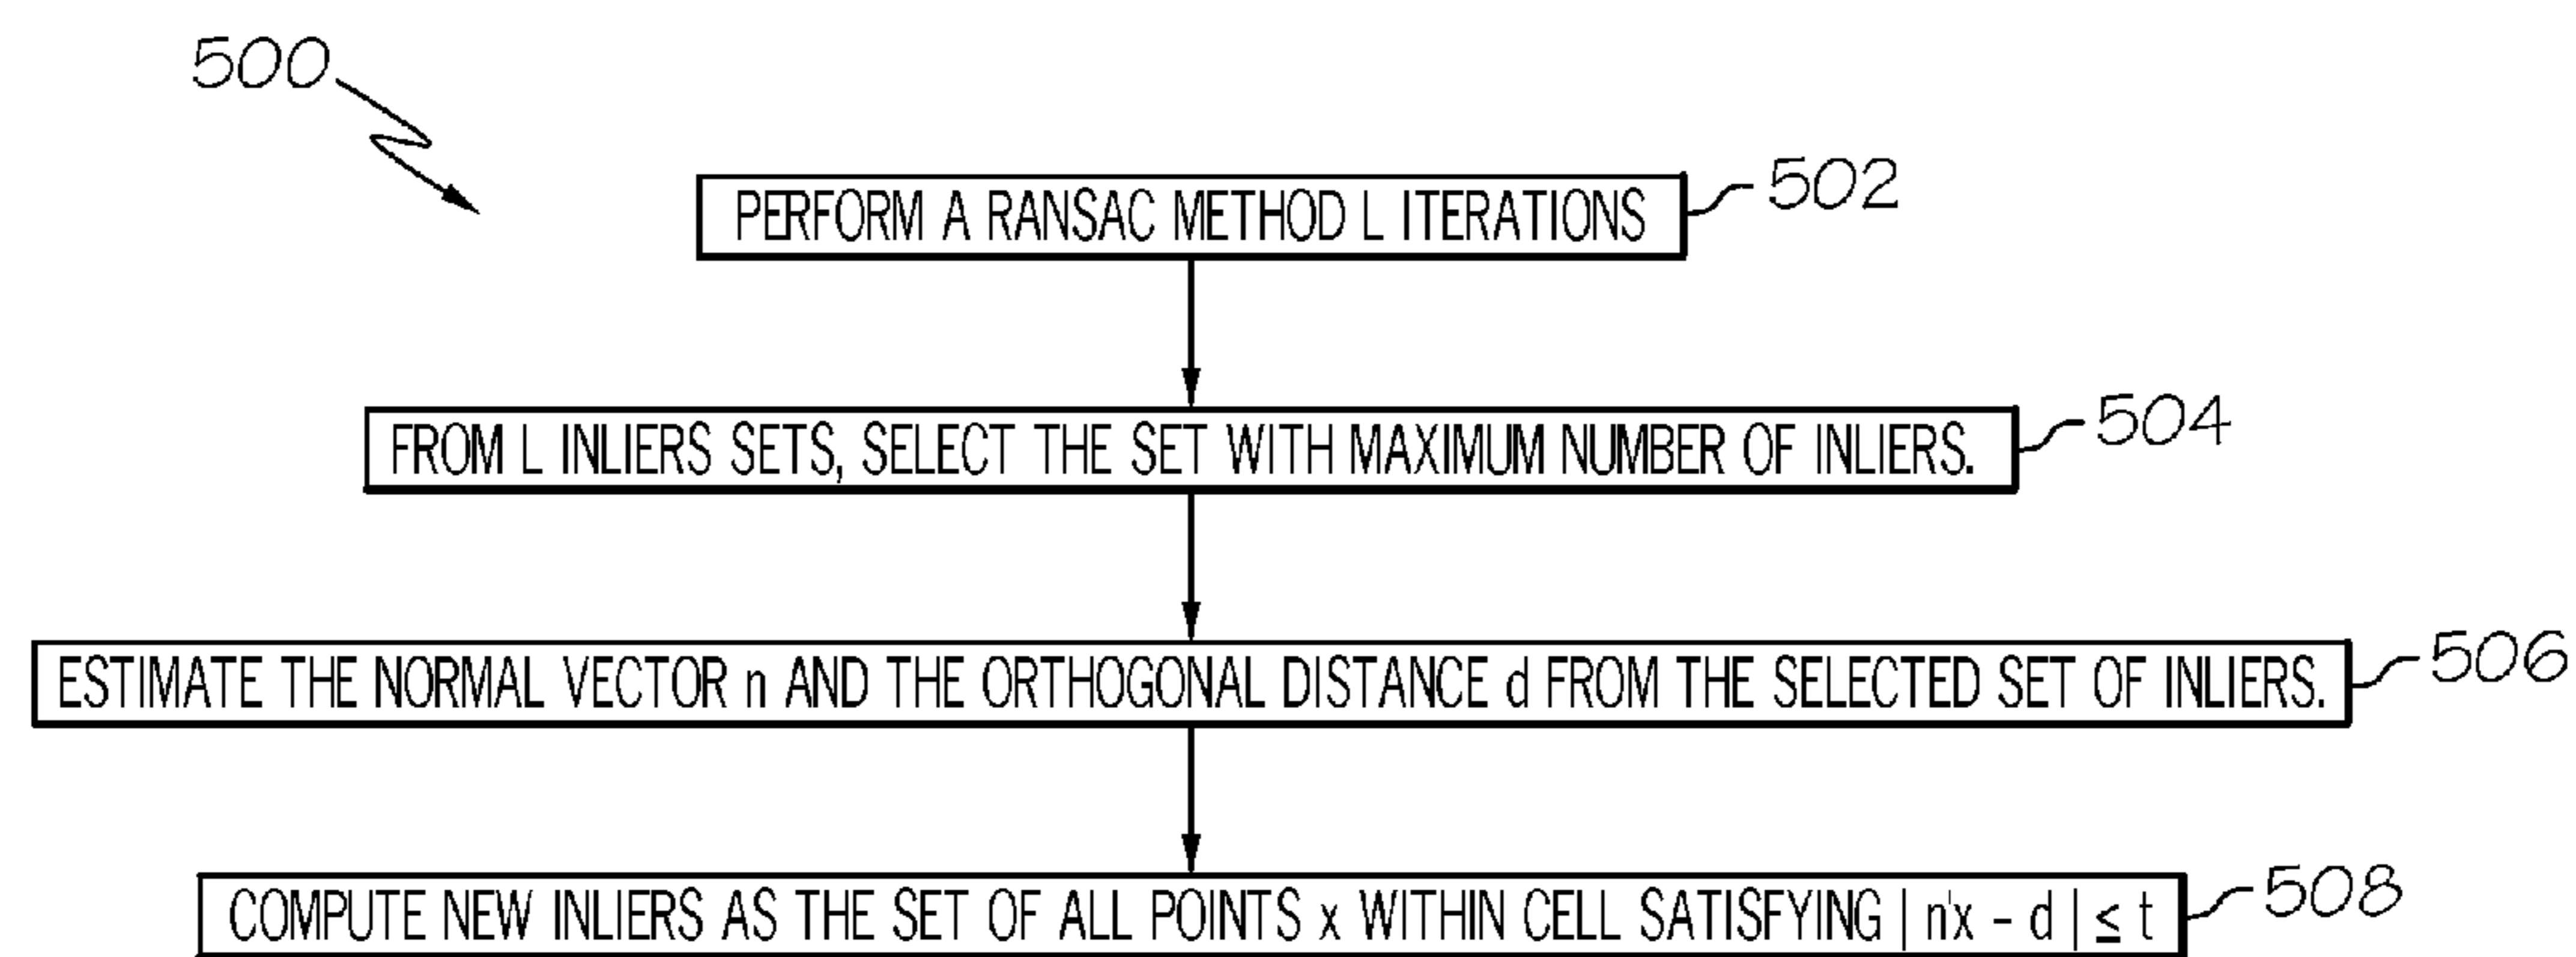 500
PERFORM A RANSAC METHOD L ITERATIONS
502
FROM L INLIERS SETS, SELECT THE SET WITH MAXIMUM NUMBER OF INLIERS.
504
ESTIMATE THE NORMAL VECTOR n AND THE ORTHOGONAL DISTANCE d FROM THE SELECTED SET OF INLIERS.
506
COMPUTE NEW INLIERS AS THE SET OF ALL POINTS x WITHIN CELL SATISFYING | n'x - d | ≤ t
508